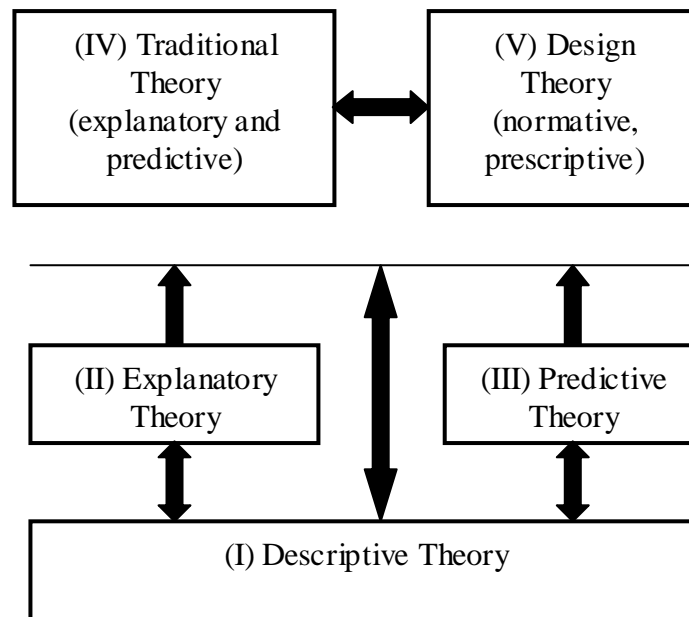 (IV) Traditional
Theory
(explanatory and
predictive)
(V) Design
Theory
(normative,
prescriptive)
(II) Explanatory
Theory
(III) Predictive
Theory
(I) Descriptive Theory